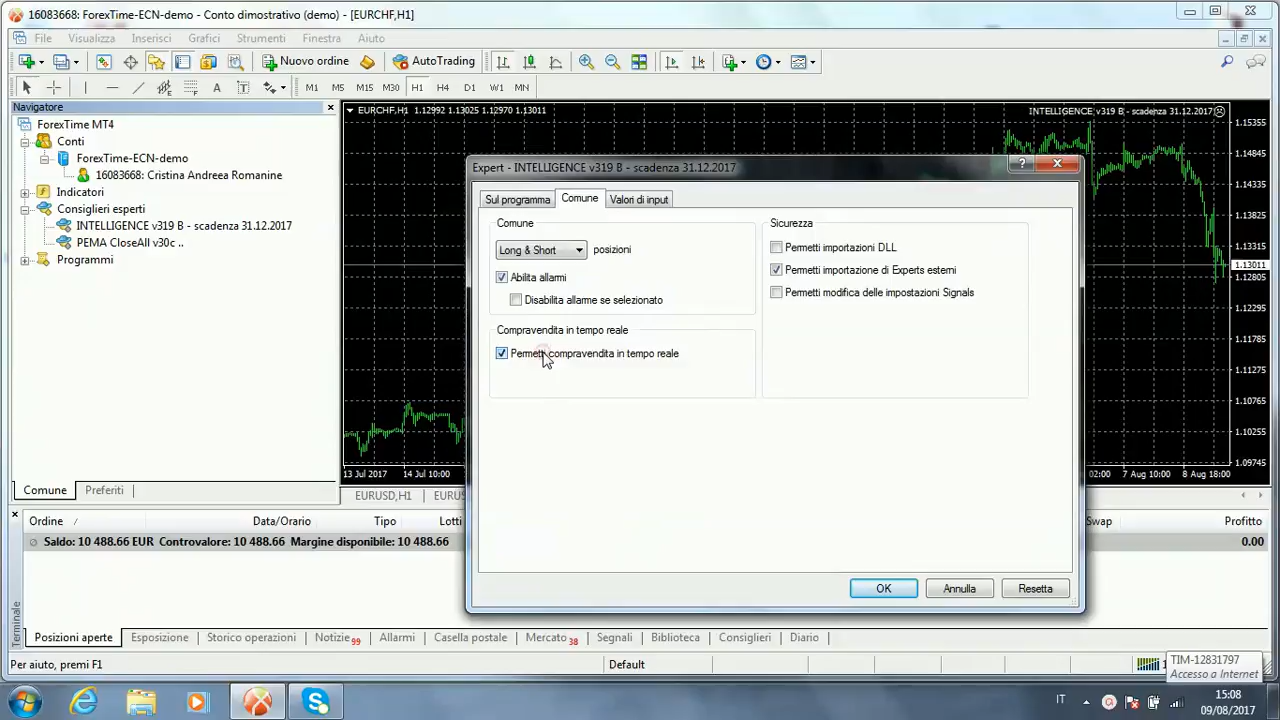 16083668: ForexTime-ECN-demo - Conto dimostrativo (demo) - [EURCHF,H1]
File Visualizza Inserisci Grafici Strumenti Finestra Aiuto
Nuovo ordine AutoTrading
M1 M5 M15 M30 H1 H4 D1 W1 MN
Navigatore
ForexTime MT4
Conti
ForexTime-ECN-demo
16083668: Cristina Andreea Romanine
Indicatori
Consiglieri esperti
INTELLIGENCE v319 B - scadenza 31.12.2017
PEMA CloseAll v30c ..
Programmi
Comune Preferiti
EURCHF,H1 1.12992 1.13025 1.12970 1.13011
INTELLIGENCE v319 B - scadenza 31.12.2017
1.15355
1.14845
1.14325
1.13825
1.13315
1.13011
1.12805
1.12295
1.11785
1.11275
1.10765
1.10255
1.09745
13 Jul 2017 14 Jul 10:00 02:00 7 Aug 10:00 8 Aug 18:00
EURUSD,H1
Expert - INTELLIGENCE v319 B - scadenza 31.12.2017
Sul programma Comune Valori di input
Comune
Long & Short posizioni
Abilita allarmi
Disabilita allarme se selezionato
Compravendita in tempo reale
Permetti compravendita in tempo reale
Sicurezza
Permetti importazioni DLL
Permetti importazione di Experts esterni
Permetti modifica delle impostazioni Signals
OK Annulla Resetta
Ordine / Data/Orario Tipo Lotti Swap Profitto
Saldo: 10 488.66 EUR Controvalore: 10 488.66 Margine disponibile: 10 488.66 0.00
Terminale
Posizioni aperte Esposizione Storico operazioni Notizie 99 Allarmi Casella postale Mercato 38 Segnali Biblioteca Consiglieri Diario
Per aiuto, premi F1 Default
TIM-12831797
Accesso a Internet
IT
15:08
09/08/2017